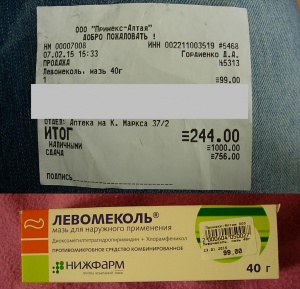 ООО "Примекс-Алтая"
ДОБРО ПОЖАЛОВАТЬ !
НМ 00007008 ИНН 002211003519 #5468
07.02.15 15:33 Гордиенко Д.А.
ПРОДАЖА №5313
Левомеколь, мазь 40г
1 ≡99.00
ОТДЕЛ: Аптека на К. Маркса 37/2
ИТОГ ≡244.00
НАЛИЧНЫМИ ≡1000.00
СДАЧА ≡756.00
ПОДПИСЬ
ЛЕВОМЕКОЛЬ®
мазь для наружного применения
Диоксометилтетрагидропиримидин + Хлорамфеникол
ПРОТИВОМИКРОБНОЕ СРЕДСТВО КОМБИНИРОВАННОЕ
НИЖФАРМ
99.00
40 г